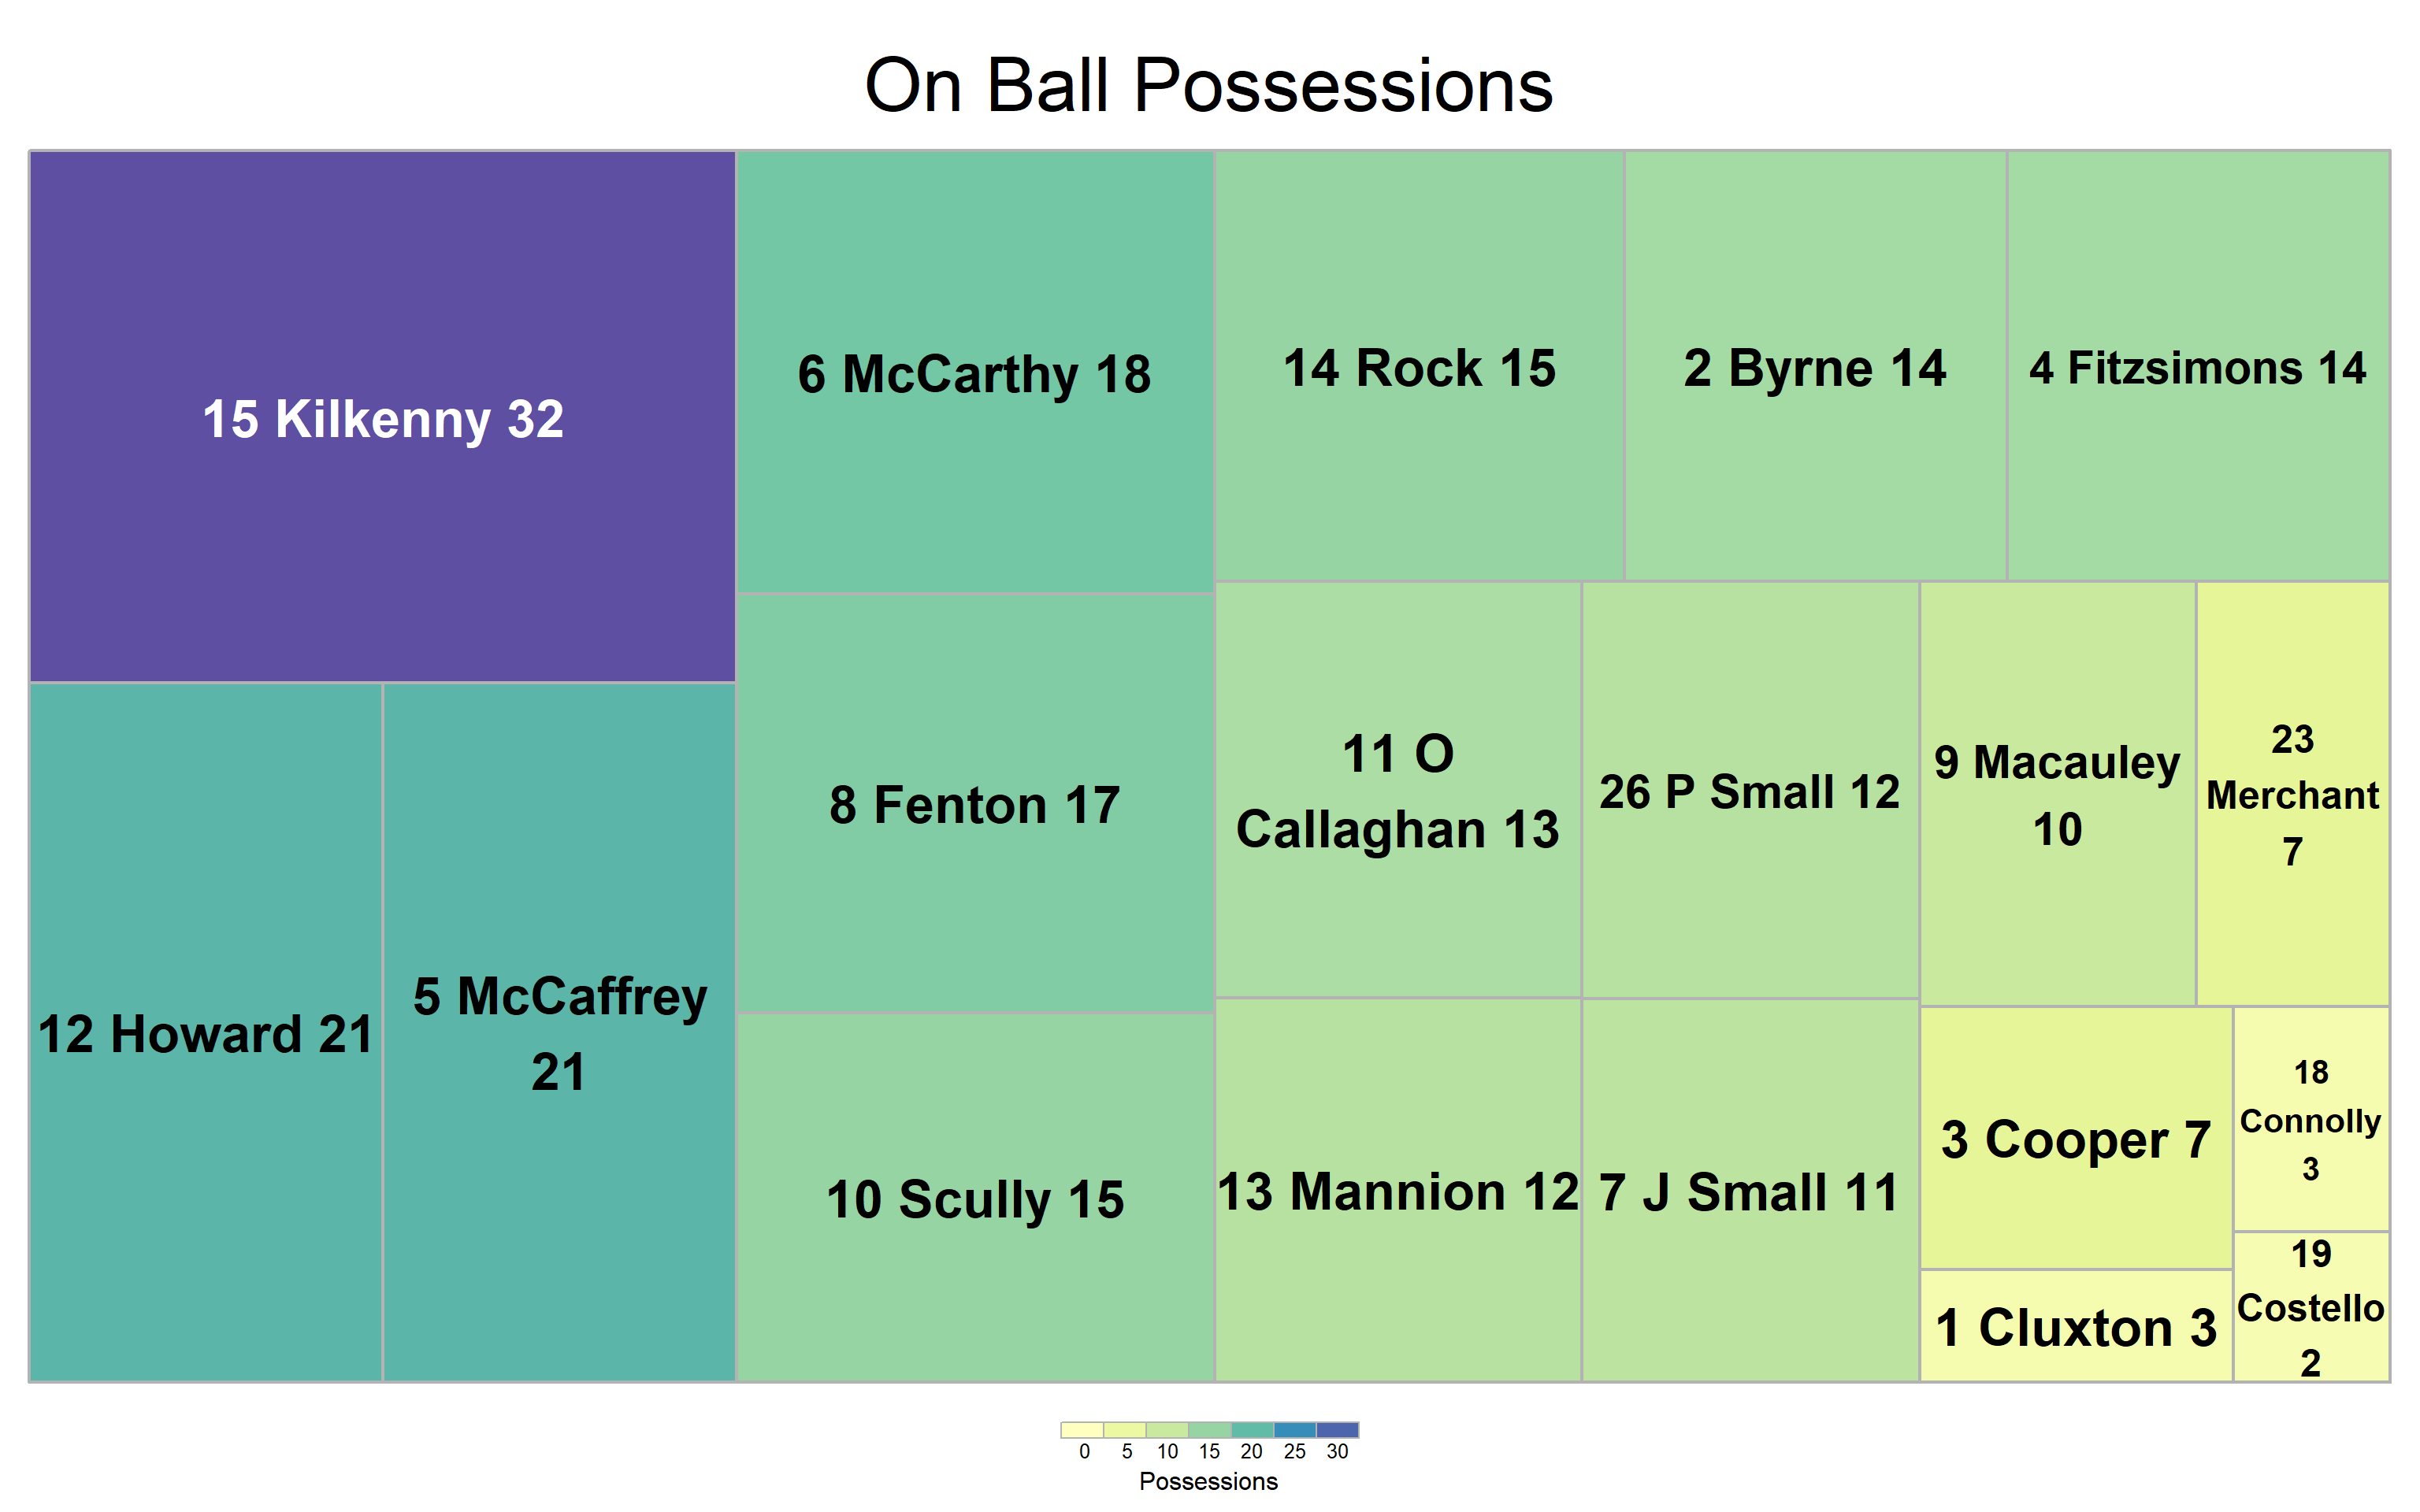 On Ball Possessions
15 Kilkenny 32
6 McCarthy 18
14 Rock 15
2 Byrne 14
4 Fitzsimons 14
12 Howard 21
5 McCaffrey
21
8 Fenton 17
10 Scully 15
11 O
Callaghan 13
26 P Small 12
9 Macauley
10
23
Merchant
7
13 Mannion 12
7 J Small 11
3 Cooper 7
18
Connolly
3
1 Cluxton 3
19
Costello
2
0 5 10 15 20 25 30
Possessions